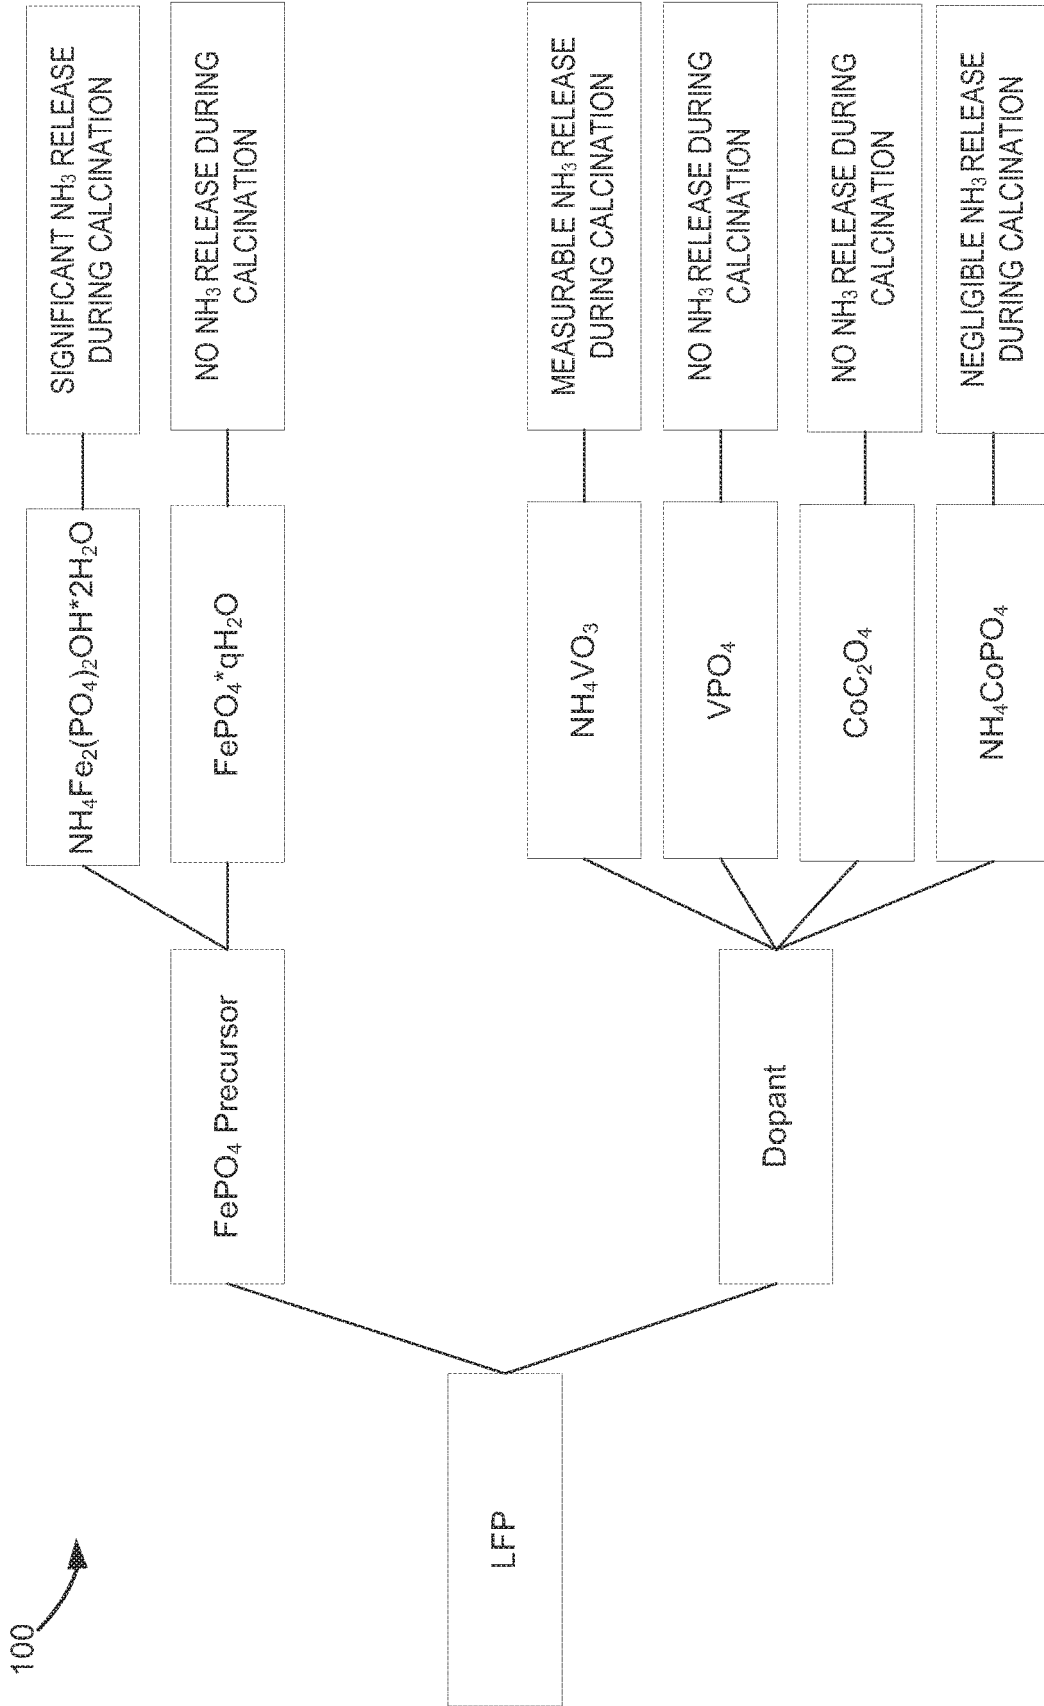 100
LFP
FePO₄ Precursor
Dopant
NH₄Fe₂(PO₄)₂OH*2H₂O
FePO₄*qH₂O
NH₄VO₃
VPO₄
CoC₂O₄
NH₄CoPO₄
SIGNIFICANT NH₃ RELEASE
DURING CALCINATION
NO NH₃ RELEASE DURING
CALCINATION
MEASURABLE NH₃ RELEASE
DURING CALCINATION
NO NH₃ RELEASE DURING
CALCINATION
NO NH₃ RELEASE DURING
CALCINATION
NEGLIGIBLE NH₃ RELEASE
DURING CALCINATION